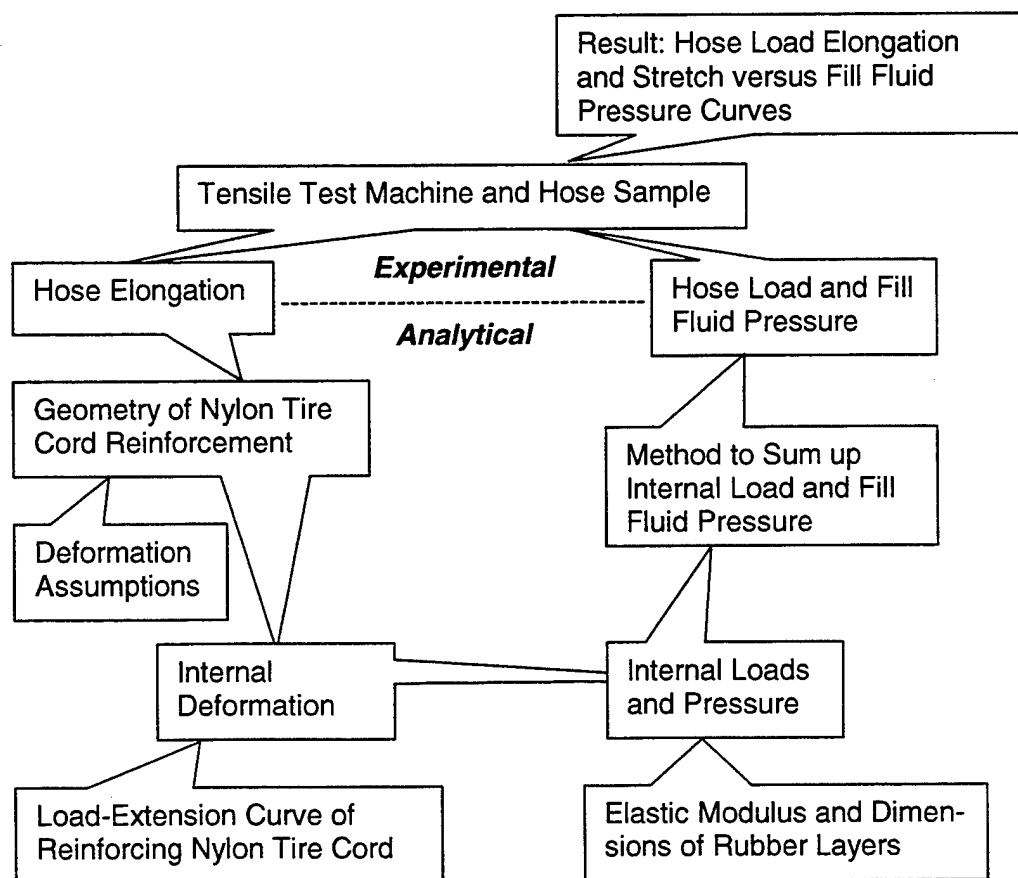 Result: Hose Load Elongation
and Stretch versus Fill Fluid
Pressure Curves
Tensile Test Machine and Hose Sample
Experimental
Hose Elongation
Hose Load and Fill
Fluid Pressure
Analytical
Geometry of Nylon Tire
Cord Reinforcement
Method to Sum up
Internal Load and Fill
Fluid Pressure
Deformation
Assumptions
Internal
Deformation
Internal Loads
and Pressure
Load-Extension Curve of
Reinforcing Nylon Tire Cord
Elastic Modulus and Dimen-
sions of Rubber Layers